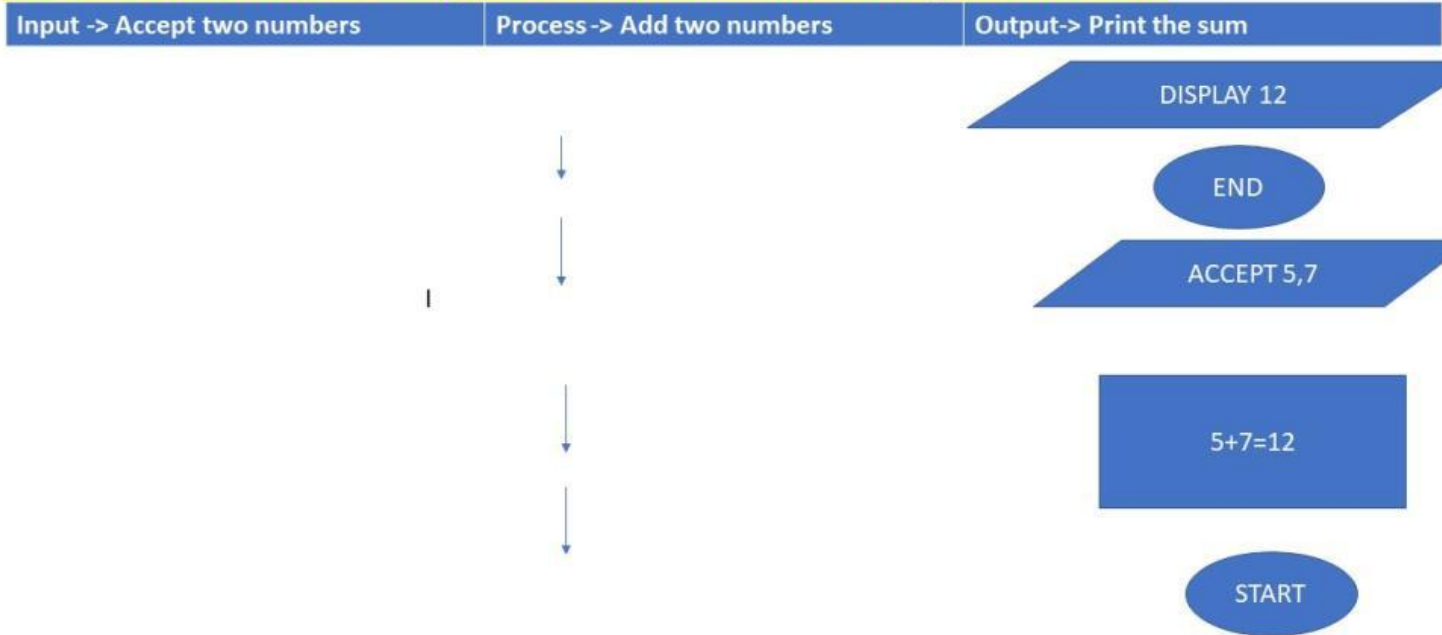 Input -> Accept two numbers
Process -> Add two numbers
Output-> Print the sum
DISPLAY 12
END
ACCEPT 5,7
5+7=12
START